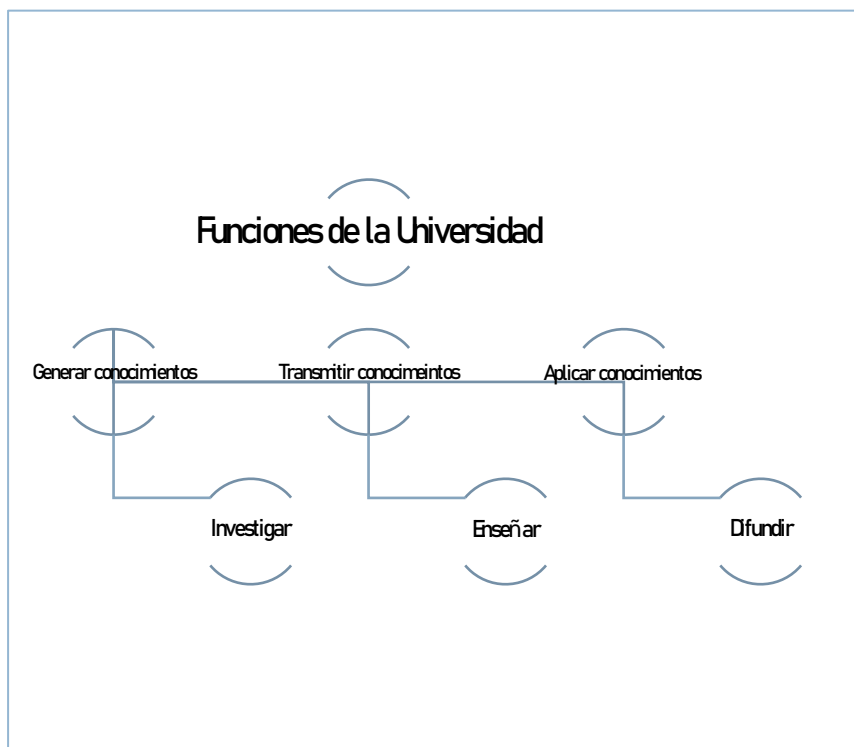 Funciones de la Universidad
Generar conocimientos
Transmitir conocimeintos
Aplicar conocimientos
Investigar
Enseñar
Difundir